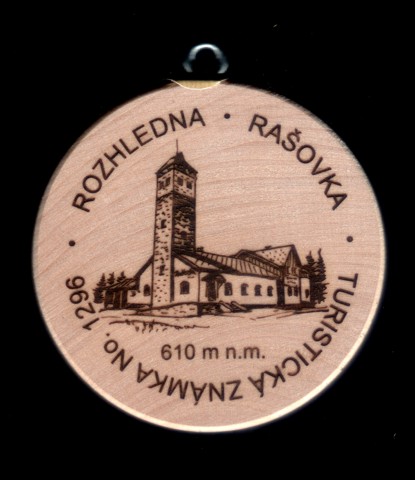 ROZHLEDNA · RAŠOVKA ·
TURISTICKÁ ZNÁMKA No. 1296 ·
610 m n.m.